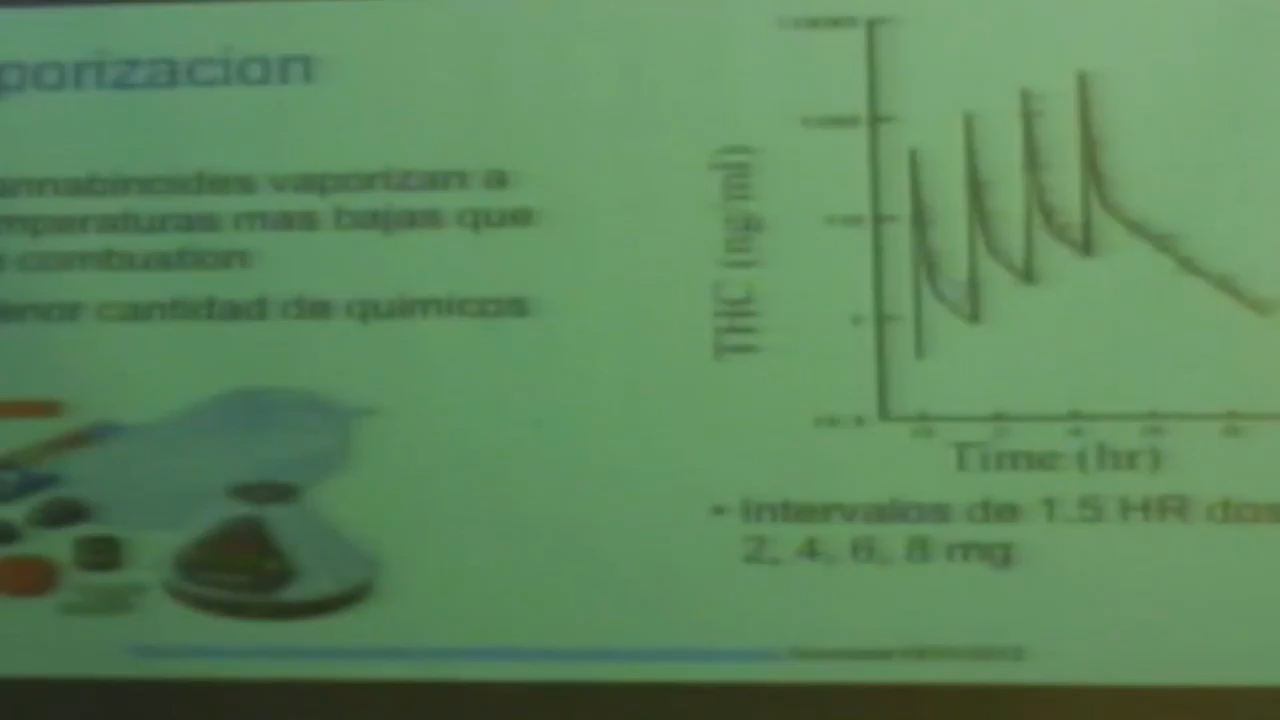 porizacion
annabinoides vaporizan a
mperaturas mas bajas que
combustion
enor cantidad de quimicos
THC (ng/ml)
Time (hr)
• Intervalos de 1.5 HR dos
2, 4, 6, 8 mg